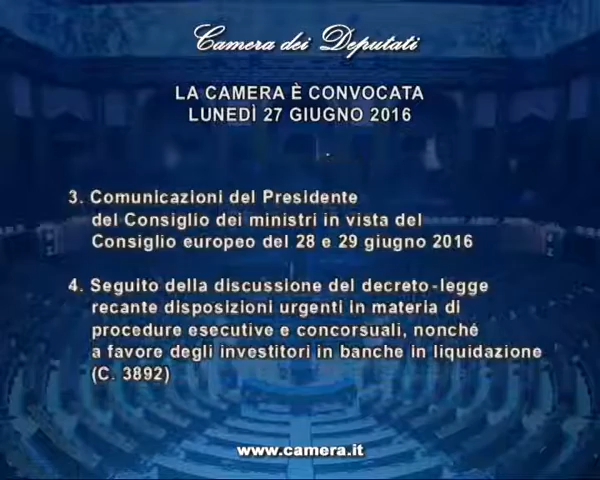 Camera dei Deputati
LA CAMERA È CONVOCATA
LUNEDÌ 27 GIUGNO 2016
3. Comunicazioni del Presidente
del Consiglio dei ministri in vista del
Consiglio europeo del 28 e 29 giugno 2016
4. Seguito della discussione del decreto-legge
recante disposizioni urgenti in materia di
procedure esecutive e concorsuali, nonché
a favore degli investitori in banche in liquidazione
(C. 3892)
www.camera.it